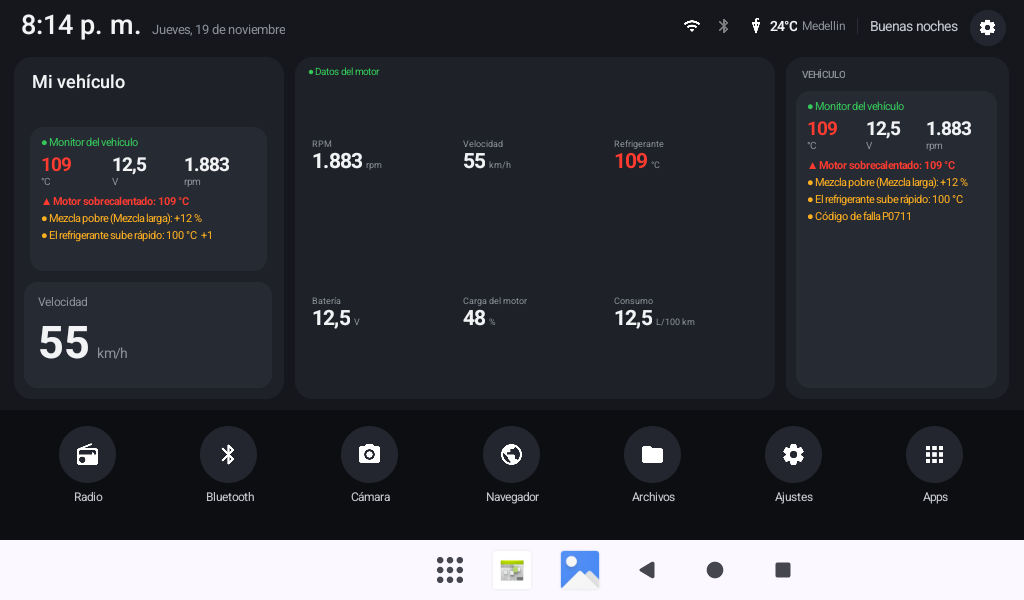 8:14 p. m. Jueves, 19 de noviembre
24°C Medellin
Buenas noches
Mi vehículo
● Monitor del vehículo
109 12,5 1.883
°C V rpm
▲ Motor sobrecalentado: 109 °C
● Mezcla pobre (Mezcla larga): +12 %
● El refrigerante sube rápido: 100 °C +1
Velocidad
55 km/h
● Datos del motor
RPM Velocidad Refrigerante
1.883 rpm 55 km/h 109 °C
Batería Carga del motor Consumo
12,5 V 48 % 12,5 L/100 km
VEHÍCULO
● Monitor del vehículo
109 12,5 1.883
°C V rpm
▲ Motor sobrecalentado: 109 °C
● Mezcla pobre (Mezcla larga): +12 %
● El refrigerante sube rápido: 100 °C
● Código de falla P0711
Radio Bluetooth Cámara Navegador Archivos Ajustes Apps